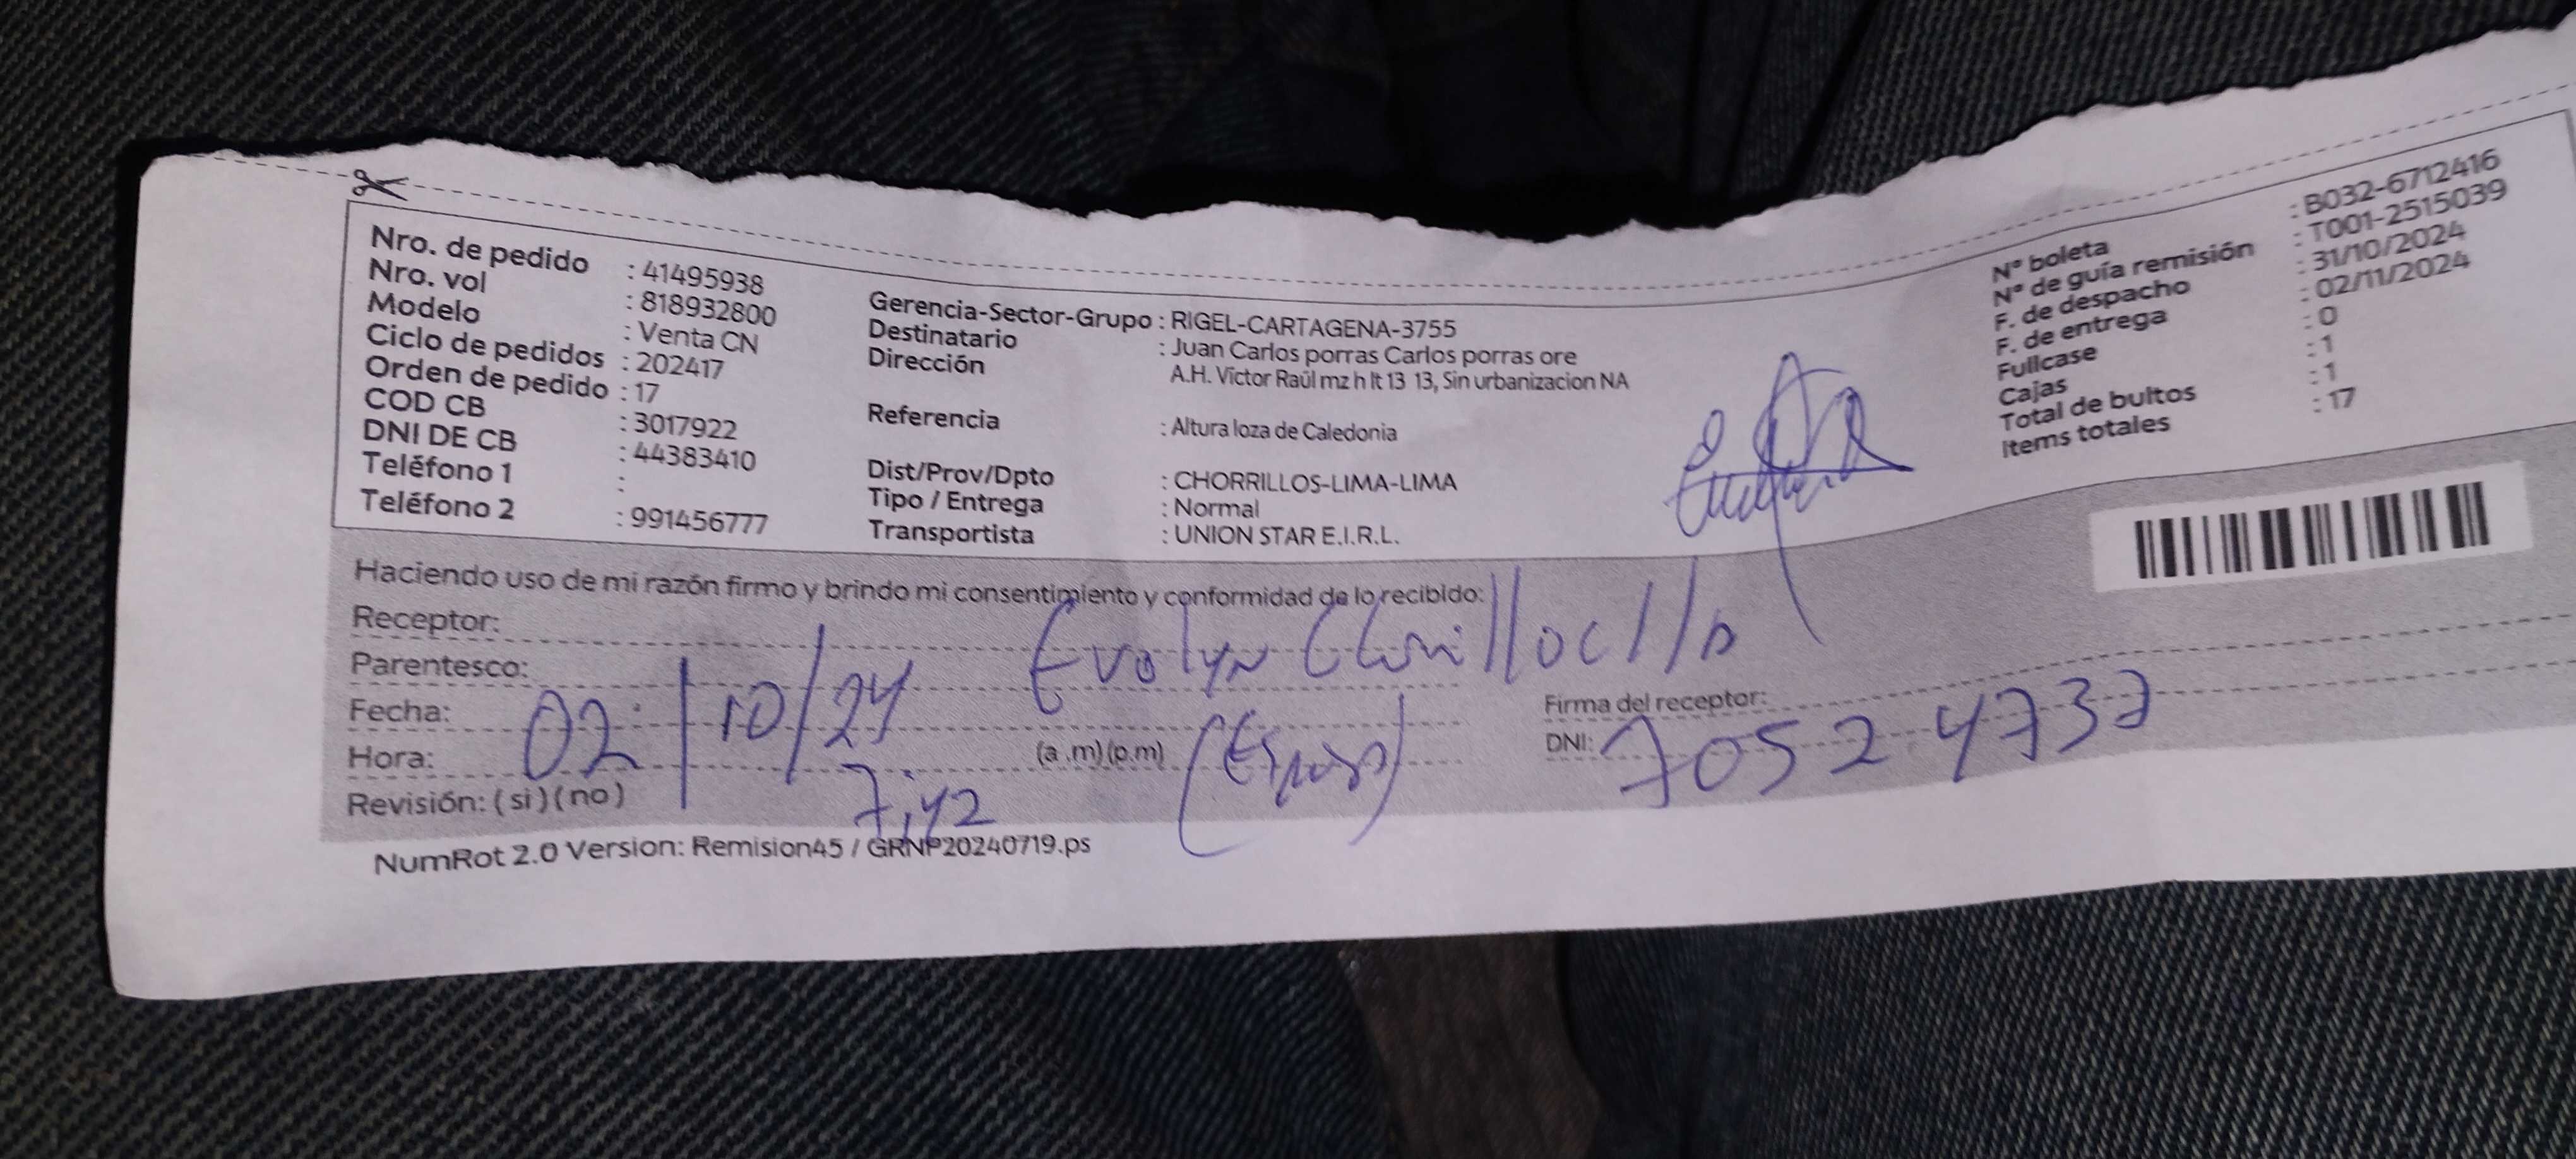 Nro. de pedido : 41495938
Nro. vol : 818932800
Modelo : Venta CN
Ciclo de pedidos : 202417
Orden de pedido : 17
COD CB : 3017922
DNI DE CB : 44383410
Teléfono 1 :
Teléfono 2 : 991456777
Gerencia-Sector-Grupo : RIGEL-CARTAGENA-3755
Destinatario : Juan Carlos porras Carlos porras ore
Dirección A.H. Víctor Raúl mz h lt 13 13, Sin urbanizacion NA
Referencia : Altura loza de Caledonia
Dist/Prov/Dpto : CHORRILLOS-LIMA-LIMA
Tipo / Entrega : Normal
Transportista : UNION STAR E.I.R.L.
N° boleta : B032-6712416
N° de guía remisión : T001-2515039
F. de despacho : 31/10/2024
F. de entrega : 02/11/2024
Fullcase : 0
Cajas : 1
Total de bultos : 1
Items totales : 17
Haciendo uso de mi razón firmo y brindo mi consentimiento y conformidad de lo recibido:
Receptor:
Evelyn
Parentesco:
Fecha: 02/10/24
Hora: (a.m)(p.m)
7:42
Revisión: (si)(no)
Firma del receptor:
DNI: 70524737
NumRot 2.0 Version: Remision45 / GRNP20240719.ps